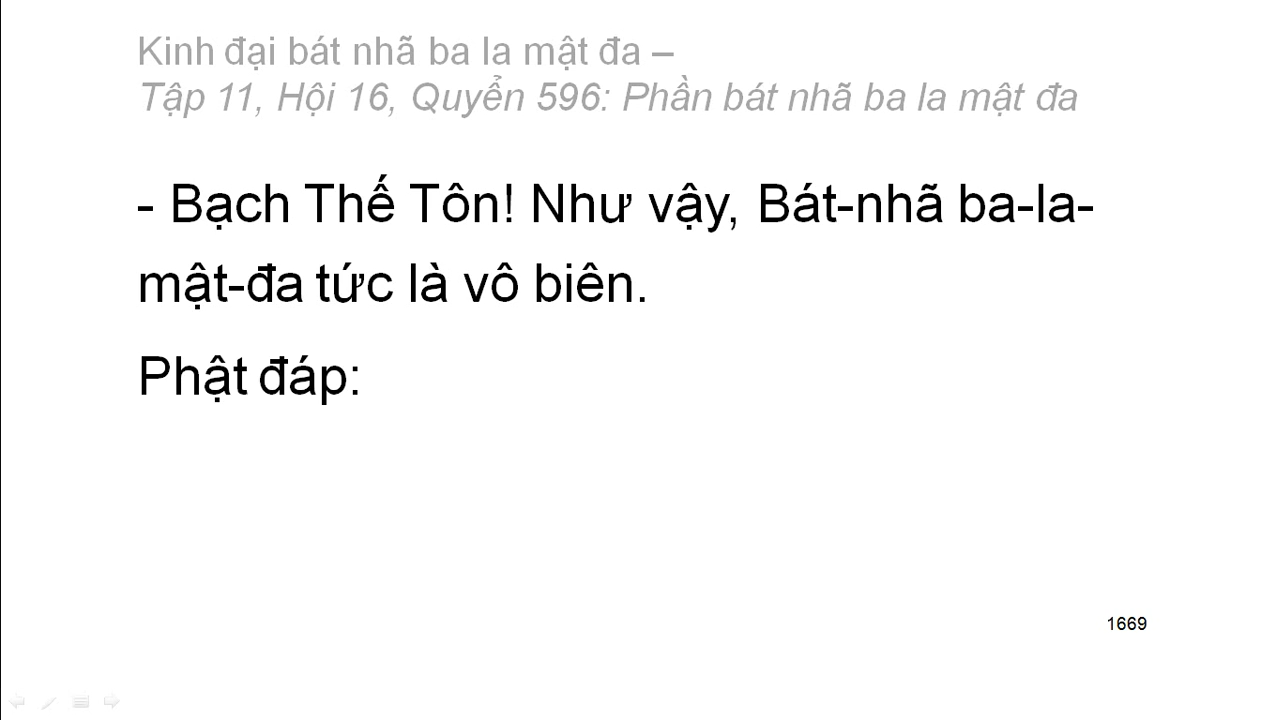 Kinh đại bát nhã ba la mật đa –
Tập 11, Hội 16, Quyển 596: Phần bát nhã ba la mật đa
- Bạch Thế Tôn! Như vậy, Bát-nhã ba-la-
mật-đa tức là vô biên.
Phật đáp:
1669